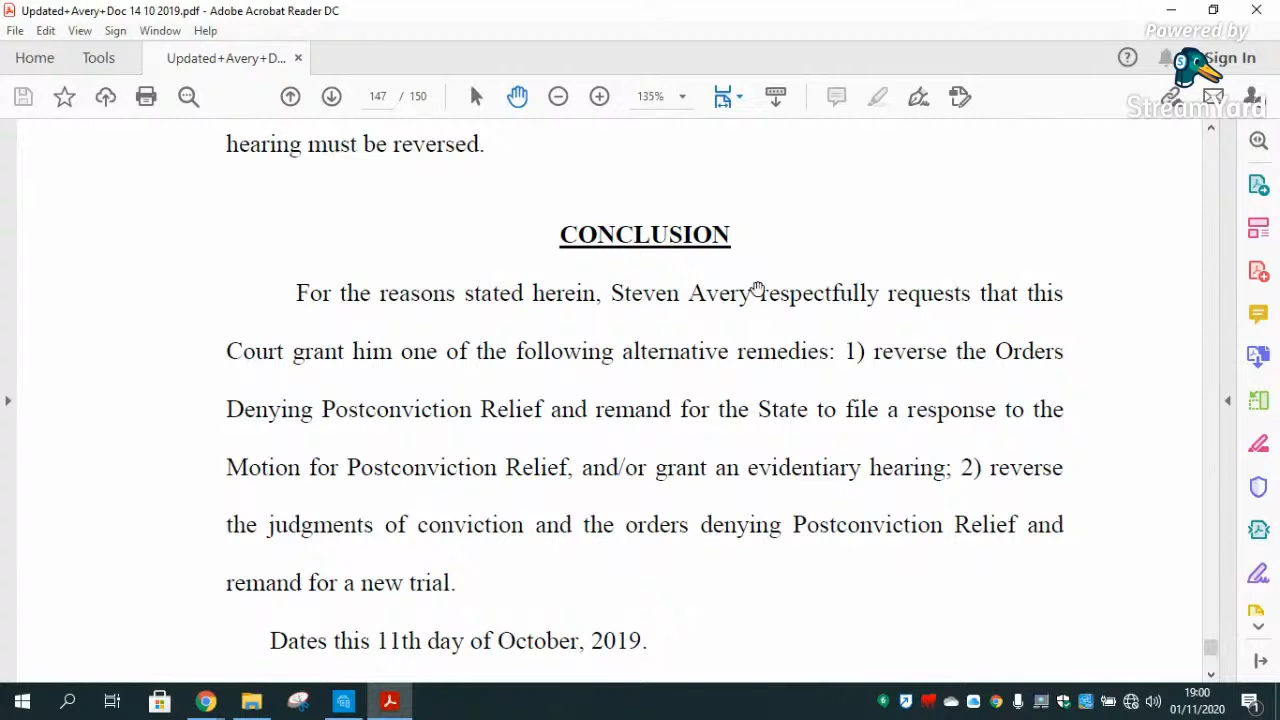 Updated+Avery+Doc 14 10 2019.pdf - Adobe Acrobat Reader DC
File Edit View Sign Window Help
Powered by
StreamYard
Home Tools Updated+Avery+D... Sign In
147 / 150 135%
hearing must be reversed.
CONCLUSION
For the reasons stated herein, Steven Avery respectfully requests that this
Court grant him one of the following alternative remedies: 1) reverse the Orders
Denying Postconviction Relief and remand for the State to file a response to the
Motion for Postconviction Relief, and/or grant an evidentiary hearing; 2) reverse
the judgments of conviction and the orders denying Postconviction Relief and
remand for a new trial.
Dates this 11th day of October, 2019.
19:00
01/11/2020